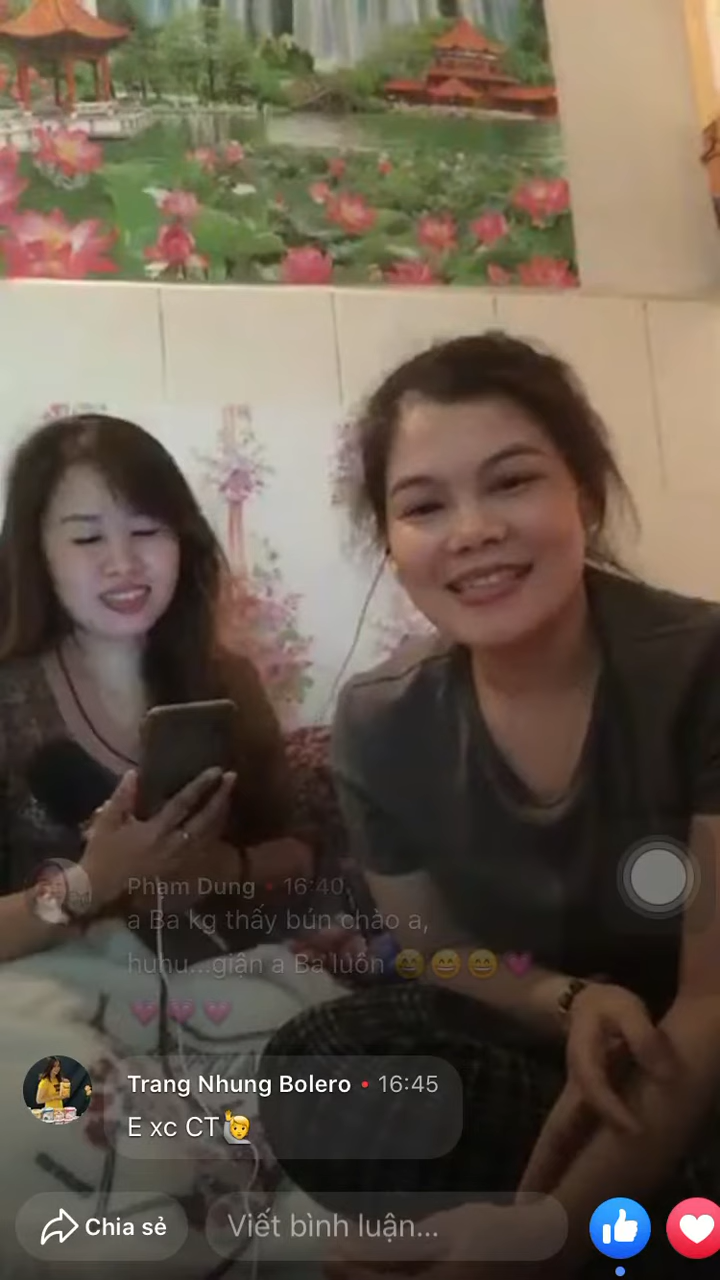 Phạm Dung • 16:40
a Ba kg thấy bún chào a,
huhu...giận a Ba luôn 😄😄😄💗
💗💗💗
Trang Nhung Bolero • 16:45
E xc CT🙋‍♂️
Chia sẻ
Viết bình luận...